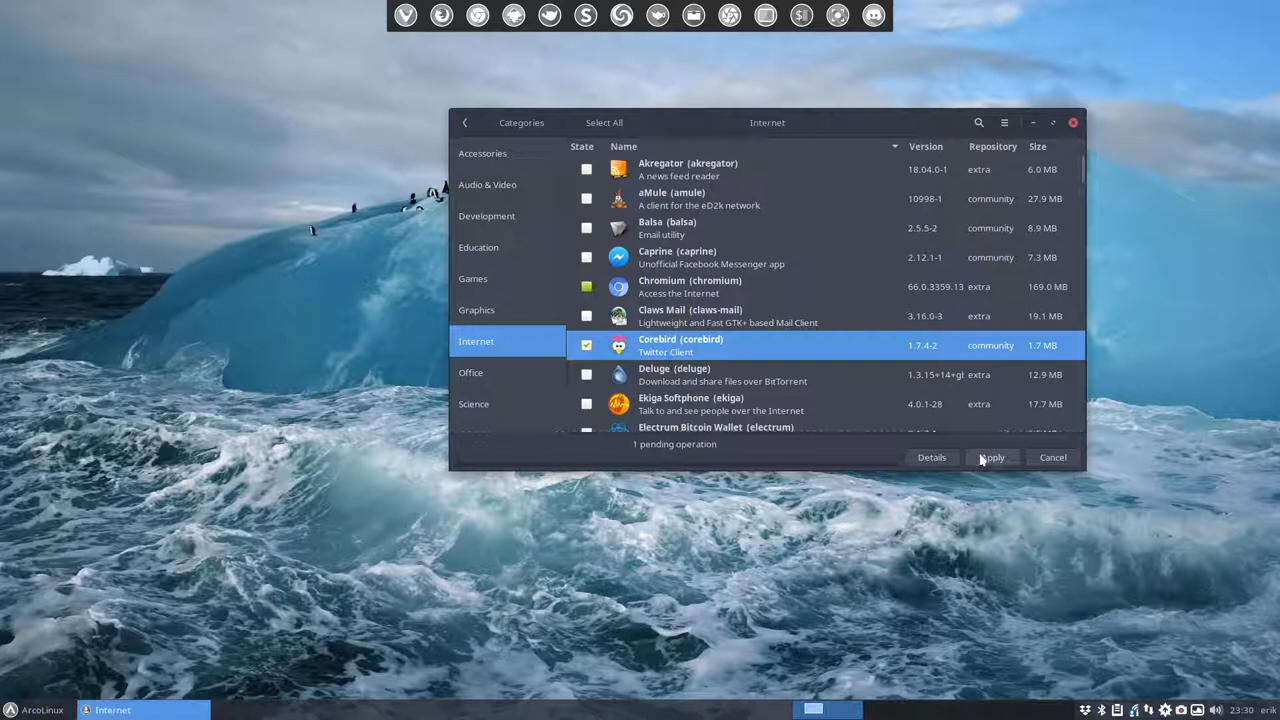 Categories Select All Internet
Accessories
Audio & Video
Development
Education
Games
Graphics
Internet
Office
Science
State Name Version Repository Size
Akregator (akregator)
A news feed reader
18.04.0-1 extra 6.0 MB
aMule (amule)
A client for the eD2k network
10998-1 community 27.9 MB
Balsa (balsa)
Email utility
2.5.5-2 community 8.9 MB
Caprine (caprine)
Unofficial Facebook Messenger app
2.12.1-1 community 7.3 MB
Chromium (chromium)
Access the Internet
66.0.3359.13 extra 169.0 MB
Claws Mail (claws-mail)
Lightweight and Fast GTK+ based Mail Client
3.16.0-3 extra 19.1 MB
Corebird (corebird)
Twitter Client
1.7.4-2 community 1.7 MB
Deluge (deluge)
Download and share files over BitTorrent
1.3.15+14+gl extra 12.9 MB
Ekiga Softphone (ekiga)
Talk to and see people over the Internet
4.0.1-28 extra 17.7 MB
Electrum Bitcoin Wallet (electrum)
1 pending operation
Details Apply Cancel
ArcoLinux Internet 23:30 erik